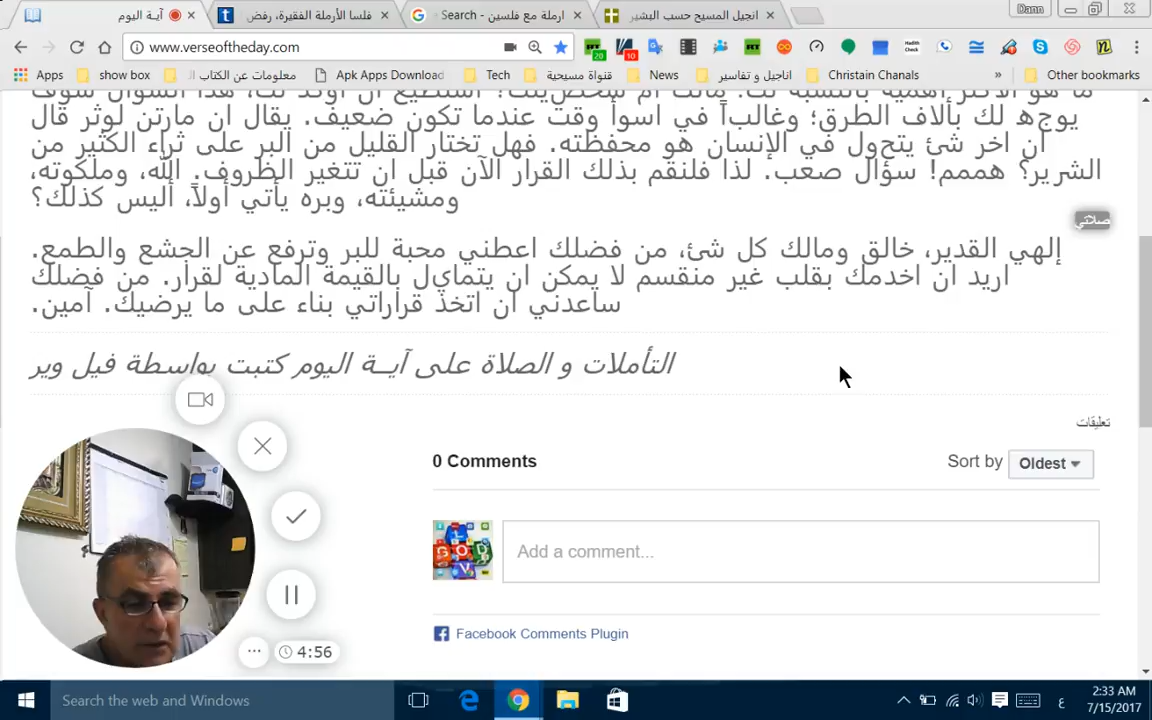 آيـة اليوم
فلسا الأرملة الفقيرة، رفض
ارملة مع فلسين - Search
انجيل المسيح حسب البشير
Dann
www.verseoftheday.com
Apps
show box
معلومات عن الكتاب الـ
Apk Apps Download
Tech
قنواة مسيحية
News
اناجيل و تفاسير
Christain Chanals
»
Other bookmarks
يوجه لك بألاف الطرق؛ وغالباً في اسوأ وقت عندما تكون ضعيف. يقال ان مارتن لوثر قال
ان اخر شئ يتحول في الإنسان هو محفظته. فهل تختار القليل من البر على ثراء الكثير من
الشرير؟ هممم! سؤال صعب. لذا فلنقم بذلك القرار الآن قبل ان تتغير الظروف. الله، وملكوته،
ومشيئته، وبره يأتي أولاً، أليس كذلك؟
صلاتي
إلهي القدير، خالق ومالك كل شئ، من فضلك اعطني محبة للبر وترفع عن الجشع والطمع.
اريد ان اخدمك بقلب غير منقسم لا يمكن ان يتمايل بالقيمة المادية لقرار. من فضلك
ساعدني ان اتخذ قراراتي بناء على ما يرضيك. آمين.
التأملات و الصلاة على آيــة اليوم كتبت بواسطة فيل وير
تعليقات
0 Comments
Sort by Oldest
Add a comment...
Facebook Comments Plugin
4:56
Search the web and Windows
ع
2:33 AM
7/15/2017